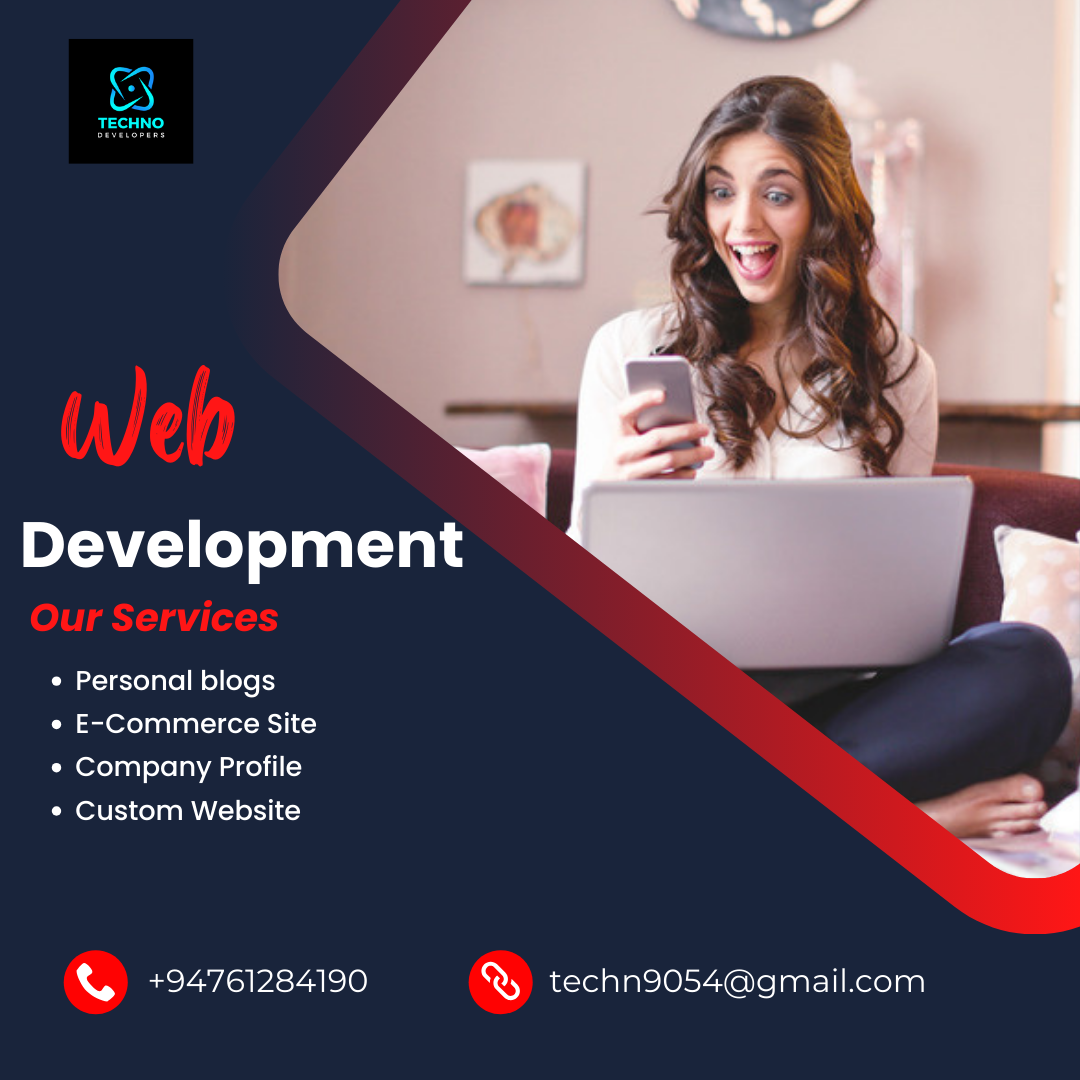 TECHNO
DEVELOPERS
Web
Development
Our Services
• Personal blogs
• E-Commerce Site
• Company Profile
• Custom Website
+94761284190
techn9054@gmail.com